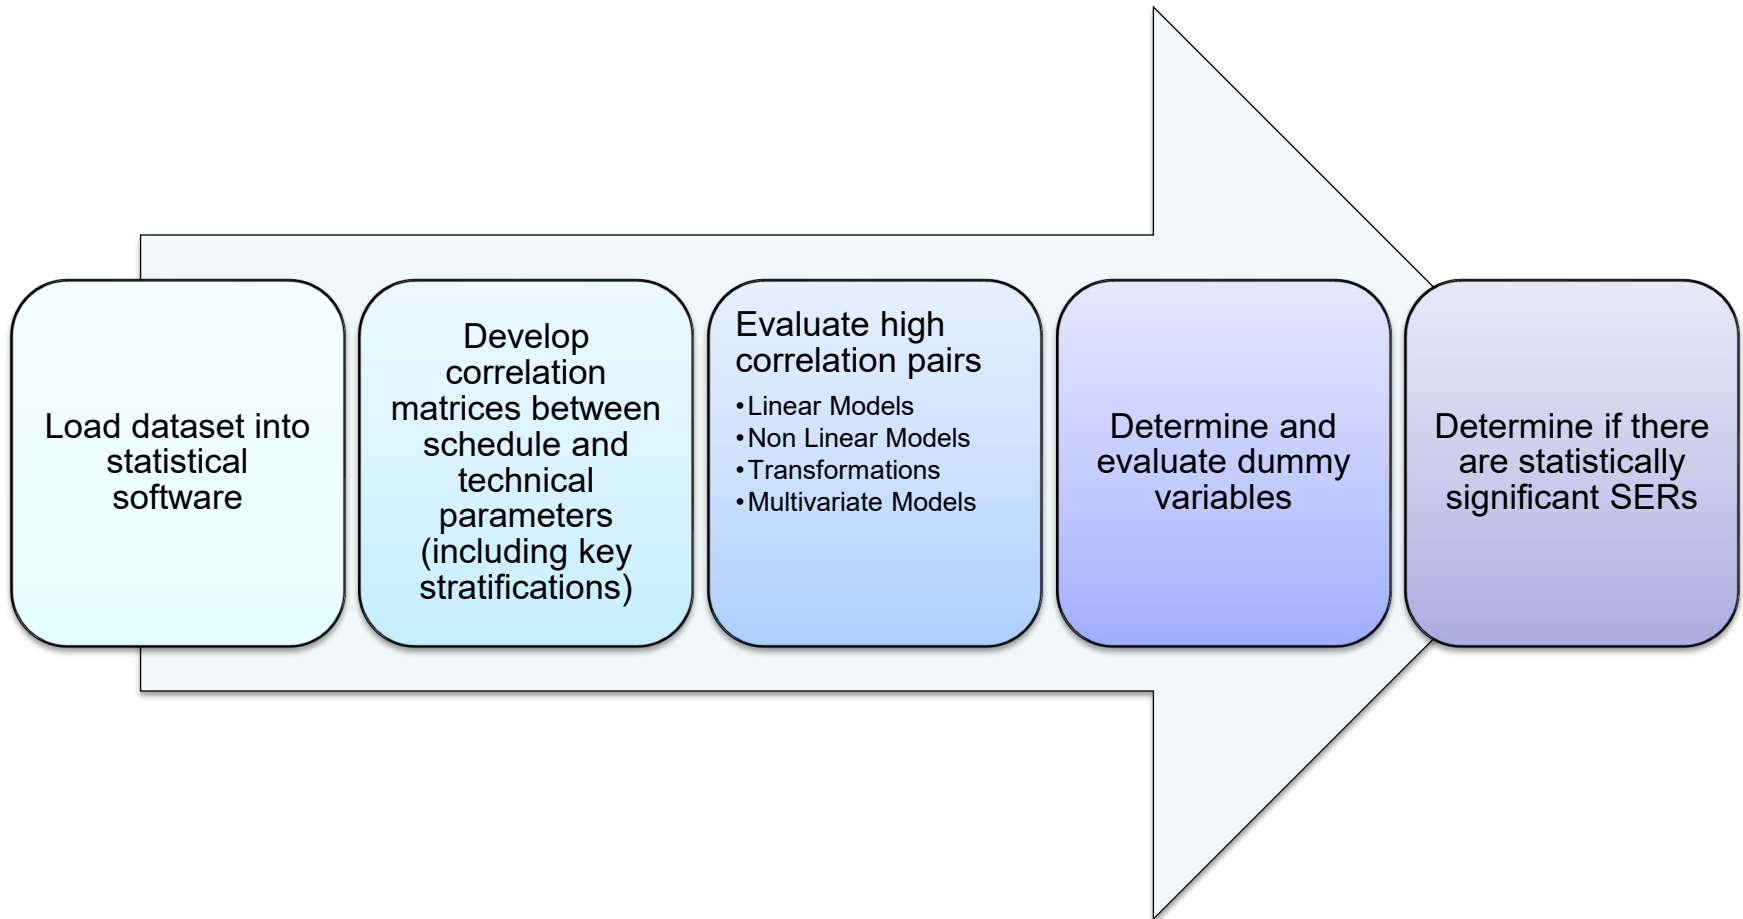 Load dataset into
statistical
software
Develop
correlation
matrices between
schedule and
technical
parameters
(including key
stratifications)
Evaluate high
correlation pairs
•Linear Models
•Non Linear Models
•Transformations
•Multivariate Models
Determine and
evaluate dummy
variables
Determine if there
are statistically
significant SERs